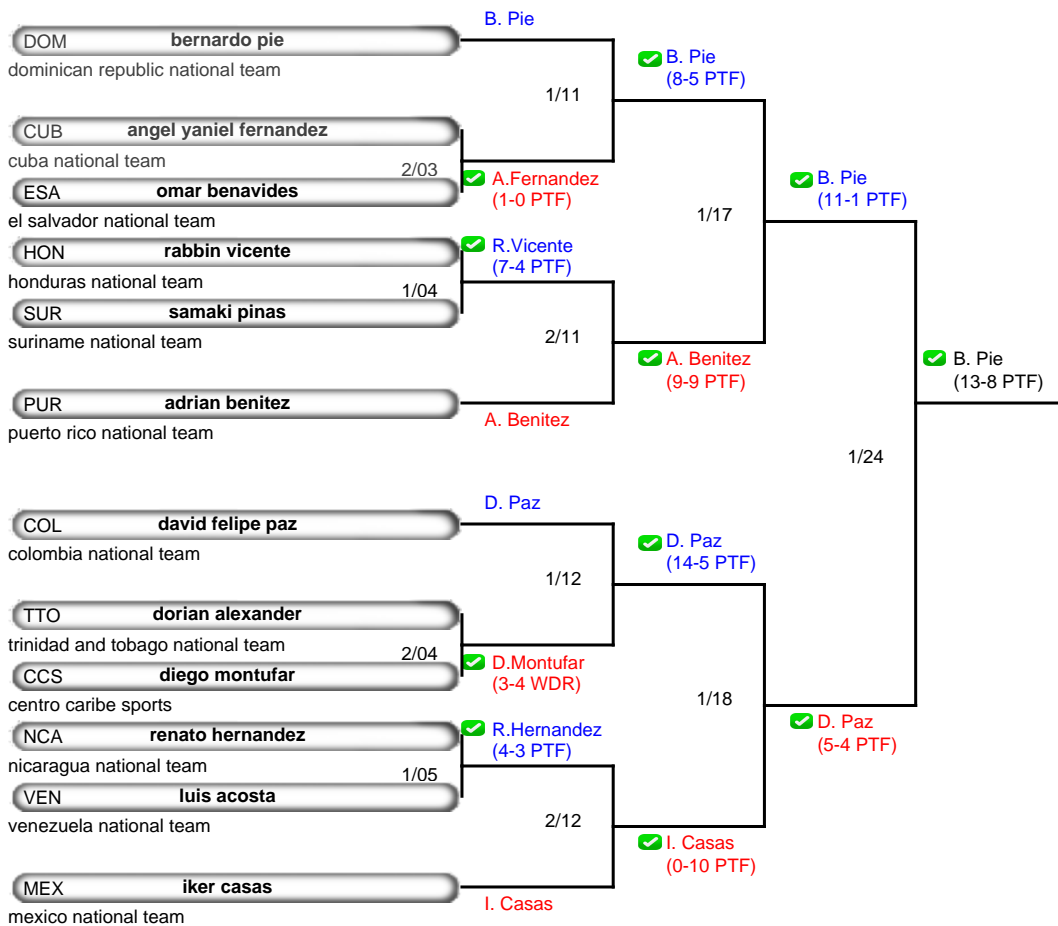 B. Pie
DOM bernardo pie
dominican republic national team
B. Pie
(8-5 PTF)
1/11
CUB angel yaniel fernandez
cuba national team
2/03
ESA omar benavides
el salvador national team
A.Fernandez
(1-0 PTF)
B. Pie
(11-1 PTF)
1/17
HON rabbin vicente
honduras national team
R.Vicente
(7-4 PTF)
1/04
SUR samaki pinas
suriname national team
2/11
A. Benitez
(9-9 PTF)
B. Pie
(13-8 PTF)
PUR adrian benitez
puerto rico national team
A. Benitez
1/24
D. Paz
COL david felipe paz
colombia national team
D. Paz
(14-5 PTF)
1/12
TTO dorian alexander
trinidad and tobago national team
2/04
CCS diego montufar
centro caribe sports
D.Montufar
(3-4 WDR)
1/18
D. Paz
(5-4 PTF)
NCA renato hernandez
nicaragua national team
R.Hernandez
(4-3 PTF)
1/05
VEN luis acosta
venezuela national team
2/12
I. Casas
(0-10 PTF)
MEX iker casas
mexico national team
I. Casas